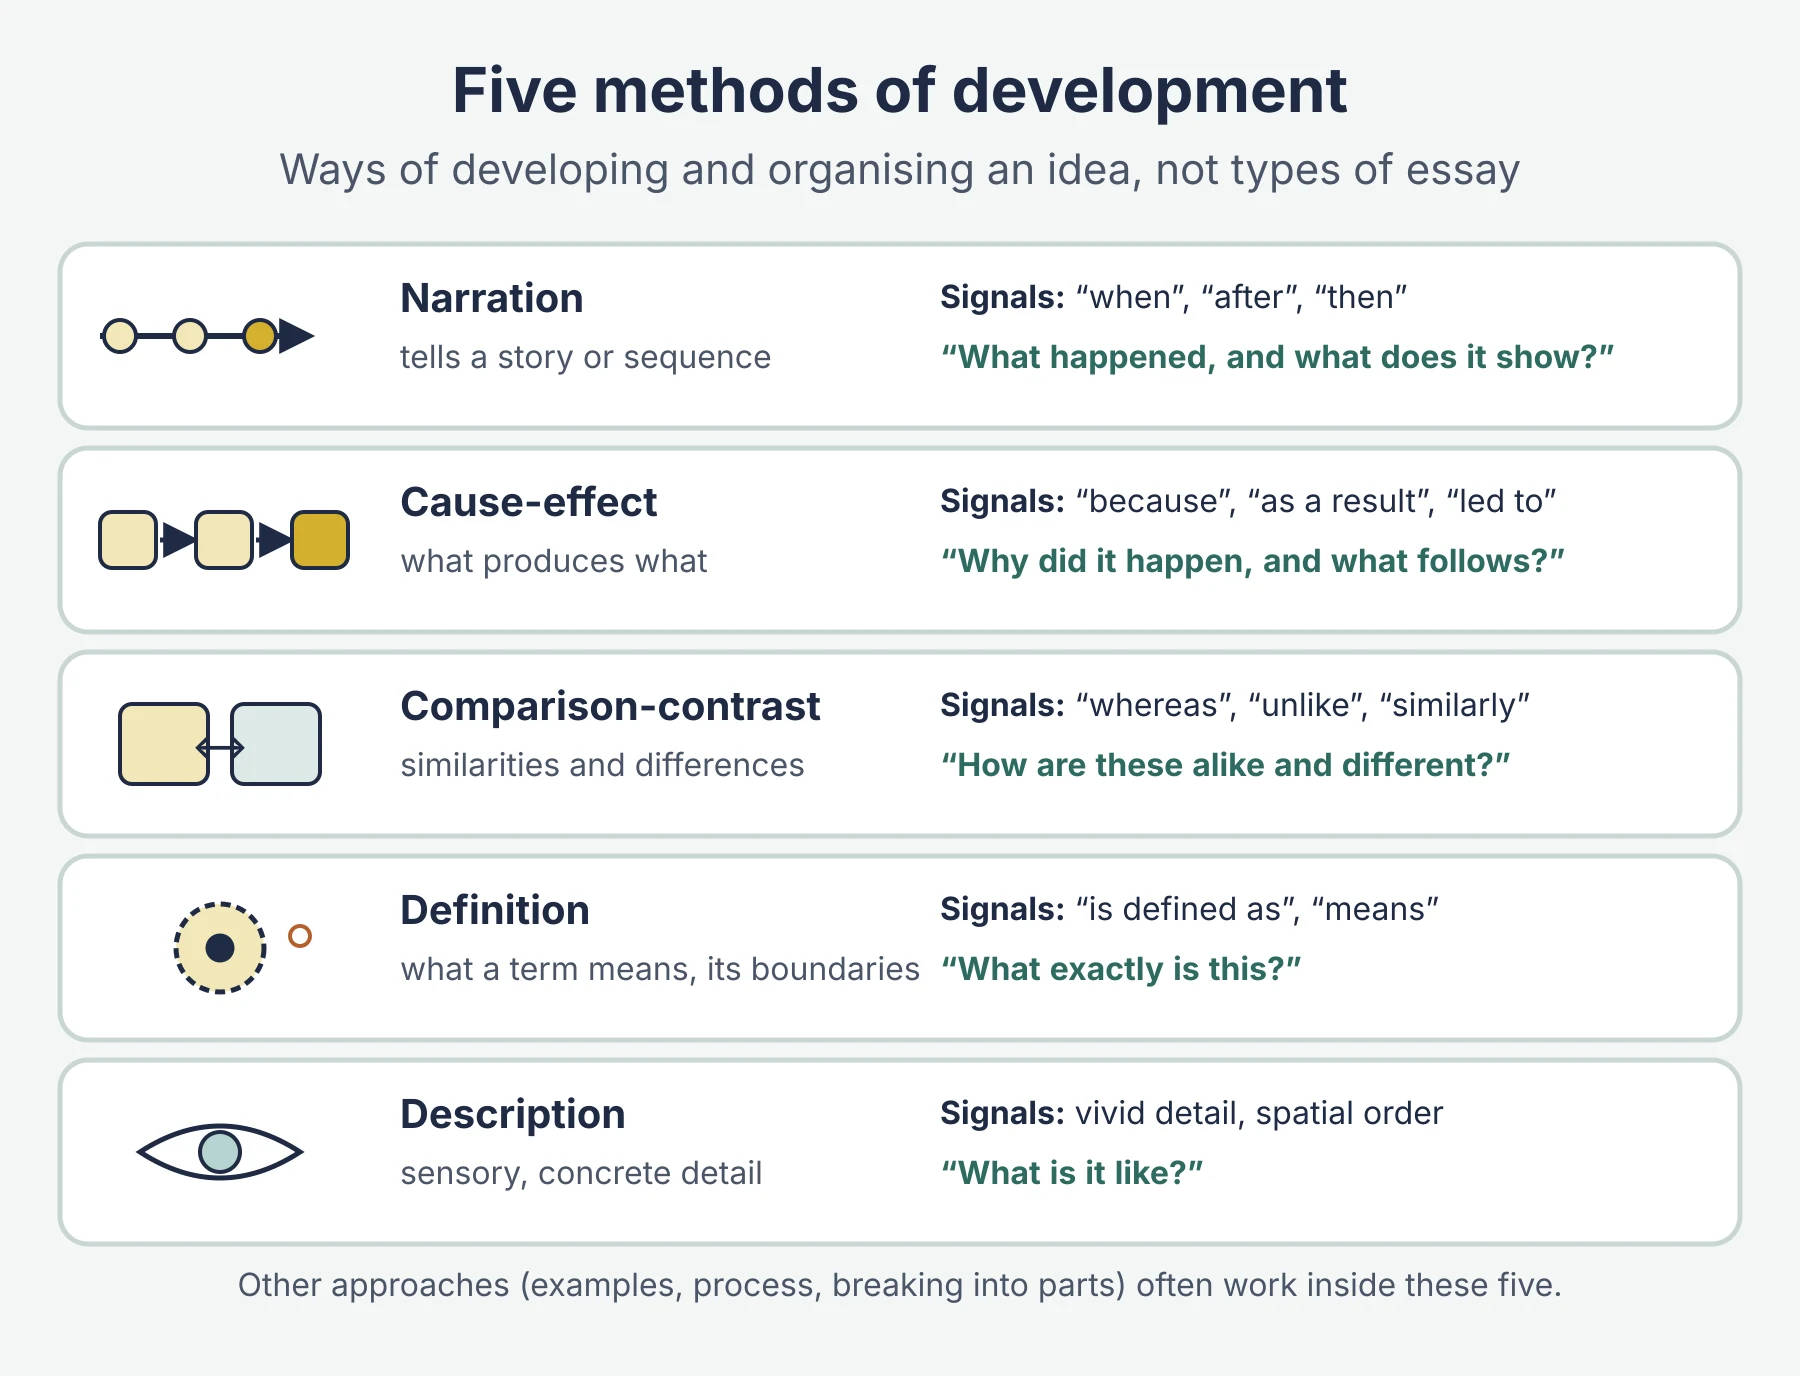 Five methods of development
Ways of developing and organising an idea, not types of essay
Narration
tells a story or sequence
Signals: “when”, “after”, “then”
“What happened, and what does it show?”
Cause-effect
what produces what
Signals: “because”, “as a result”, “led to”
“Why did it happen, and what follows?”
Comparison-contrast
similarities and differences
Signals: “whereas”, “unlike”, “similarly”
“How are these alike and different?”
Definition
what a term means, its boundaries
Signals: “is defined as”, “means”
“What exactly is this?”
Description
sensory, concrete detail
Signals: vivid detail, spatial order
“What is it like?”
Other approaches (examples, process, breaking into parts) often work inside these five.